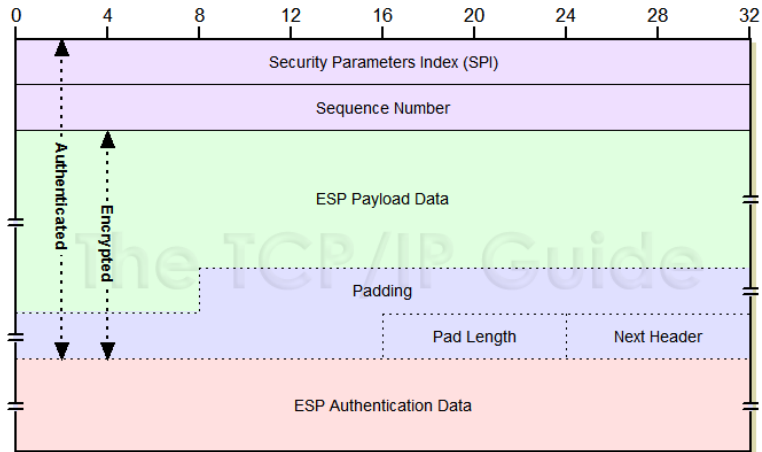 0 4 8 12 16 20 24 28 32
Security Parameters Index (SPI)
Sequence Number
Authenticated
Encrypted
ESP Payload Data
The TCP/IP Guide
Padding
Pad Length
Next Header
ESP Authentication Data